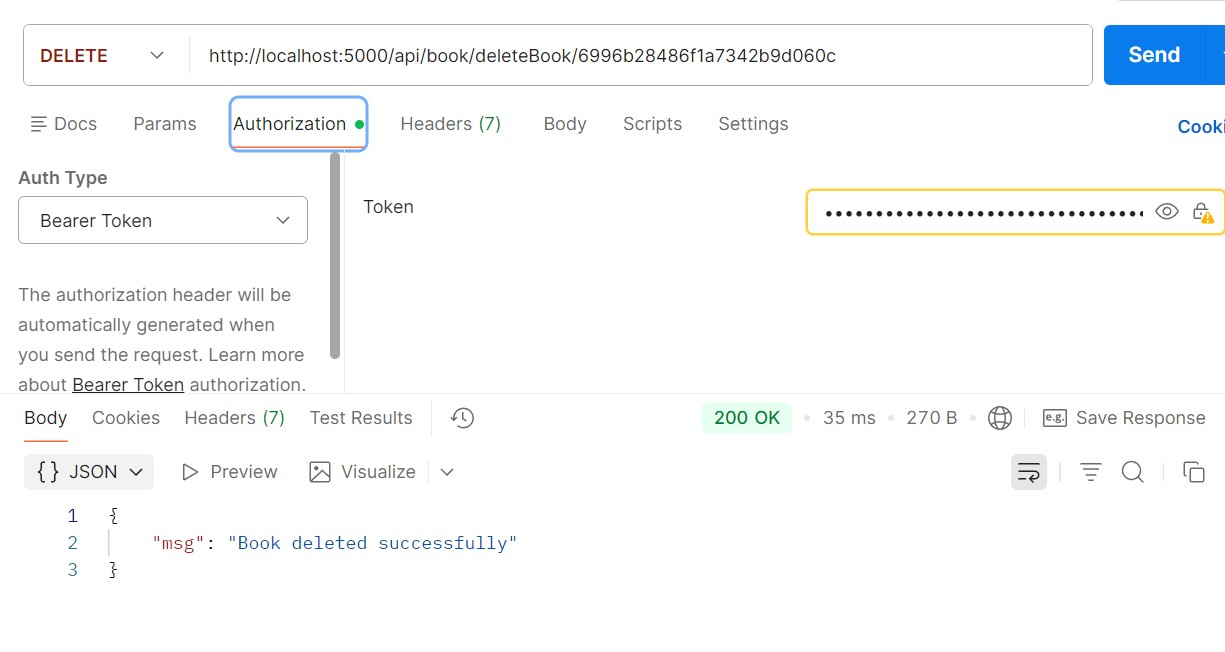 DELETE http://localhost:5000/api/book/deleteBook/6996b28486f1a7342b9d060c Send
Docs Params Authorization Headers (7) Body Scripts Settings Cooki
Auth Type
Bearer Token
Token
The authorization header will be
automatically generated when
you send the request. Learn more
about Bearer Token authorization.
Body Cookies Headers (7) Test Results 200 OK 35 ms 270 B e.g. Save Response
{} JSON Preview Visualize
1 {
2 "msg": "Book deleted successfully"
3 }